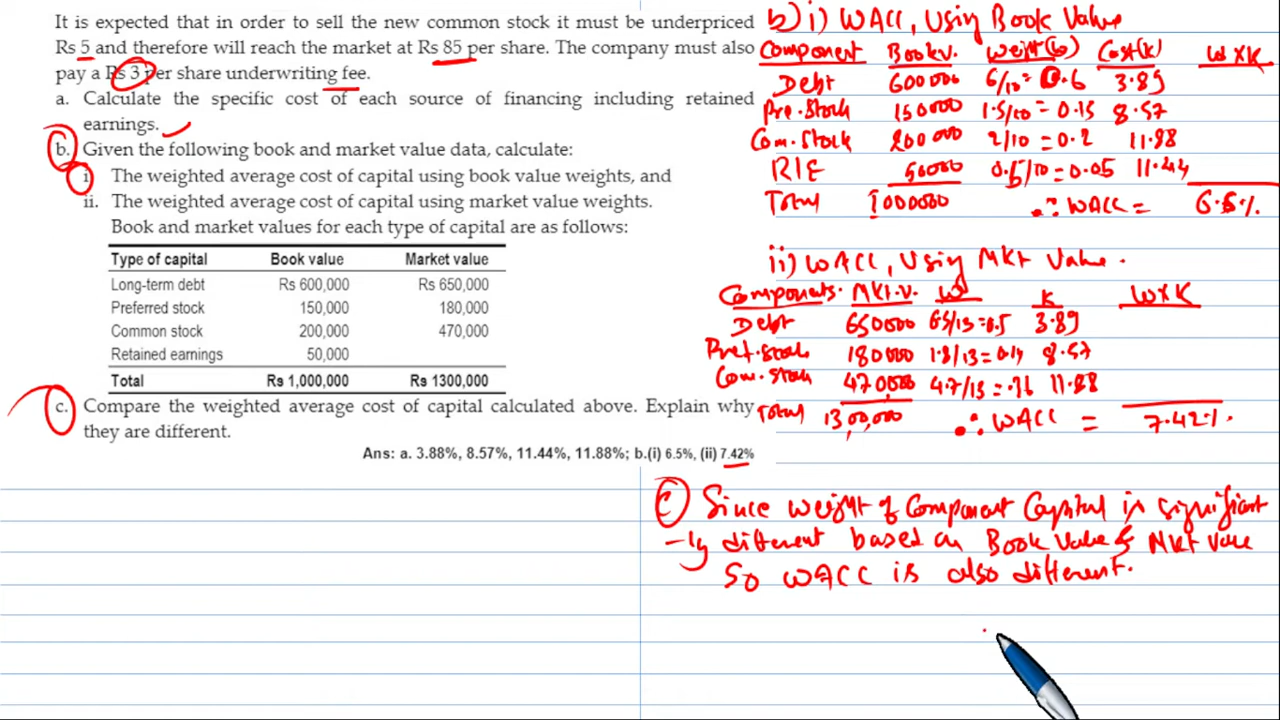 It is expected that in order to sell the new common stock it must be underpriced
Rs 5 and therefore will reach the market at Rs 85 per share. The company must also
pay a Rs 3 per share underwriting fee.
a. Calculate the specific cost of each source of financing including retained
earnings.
b. Given the following book and market value data, calculate:
i. The weighted average cost of capital using book value weights, and
ii. The weighted average cost of capital using market value weights.
Book and market values for each type of capital are as follows:
Type of capital Book value Market value
Long-term debt Rs 600,000 Rs 650,000
Preferred stock 150,000 180,000
Common stock 200,000 470,000
Retained earnings 50,000
Total Rs 1,000,000 Rs 1300,000
c. Compare the weighted average cost of capital calculated above. Explain why
they are different.
Ans: a. 3.88%, 8.57%, 11.44%, 11.88%; b.(i) 6.5%, (ii) 7.42%
b) i) WACC, Using Book Value
Component Book v. Weight(w) Cost(k) W X K
Debt 600000 6/10 = 0.6 3.89
Pre. Stock 150000 1.5/10 = 0.15 8.57
Com. Stock 200000 2/10 = 0.2 11.88
R/E 50000 0.5/10 = 0.05 11.44
Total 1000000 ∴ WACC = 6.5%
ii) WACC, Using Mkt Value.
Components. Mkt.v. W K W X K
Debt 650000 6.5/13 = 0.5 3.89
Pref. stock 180000 1.8/13 = 0.14 8.57
Com. stock 470,000 4.7/13 = .36 11.88
Total 13,00,000 ∴ WACC = 7.42%.
C Since weight of Component Capital is significant
-ly different based on Book Value & Mkt Value
So WACC is also different.